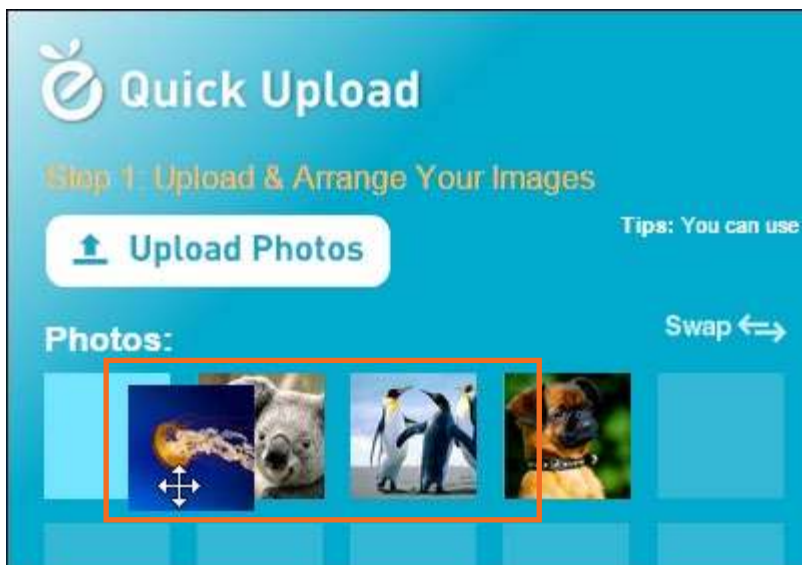 Quick Upload
Step 1: Upload & Arrange Your Images
Upload Photos
Tips: You can use
Photos:
Swap